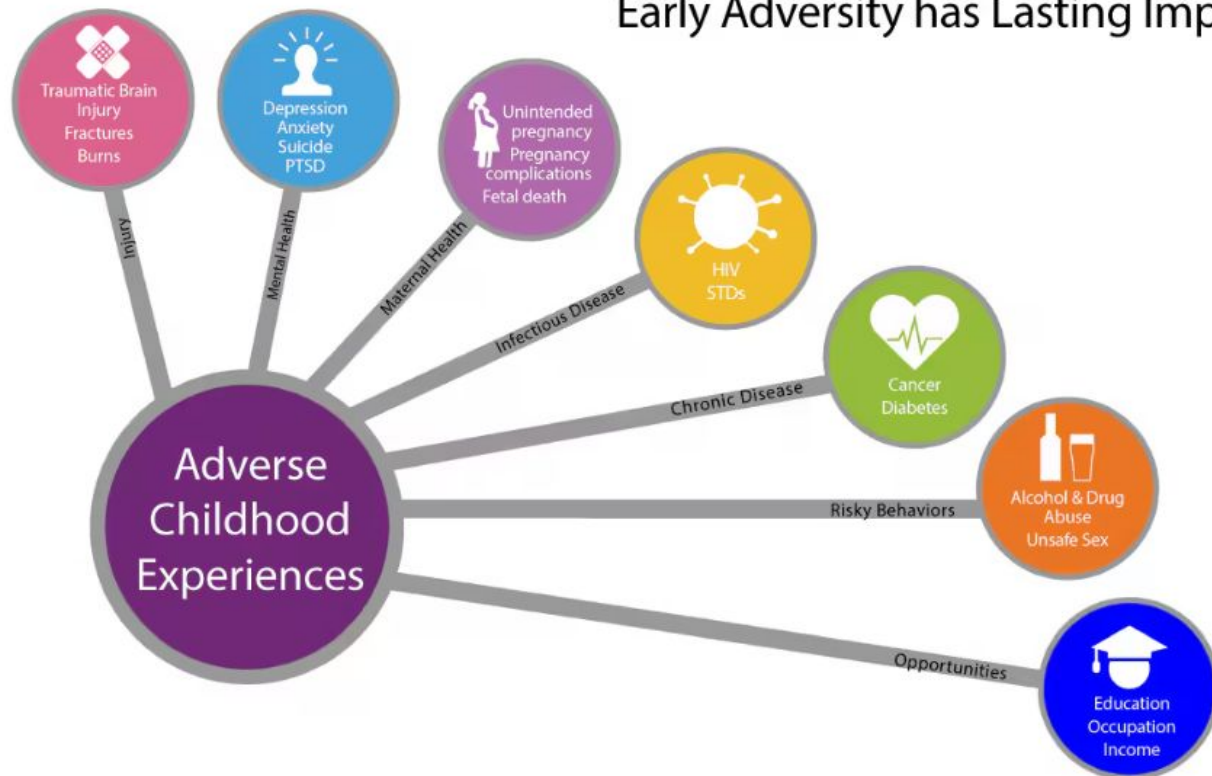 Early Adversity has Lasting
Traumatic Brain
Injury
Fractures
Burns
Injury
Depression
Anxiety
Suicide
PTSD
Mental Health
Unintended
pregnancy
Pregnancy
complications
Fetal death
Maternal Health
HIV
STDs
Infectious Disease
Cancer
Diabetes
Chronic Disease
Alcohol & Drug
Abuse
Unsafe Sex
Risky Behaviors
Education
Occupation
Income
Opportunities
Adverse
Childhood
Experiences